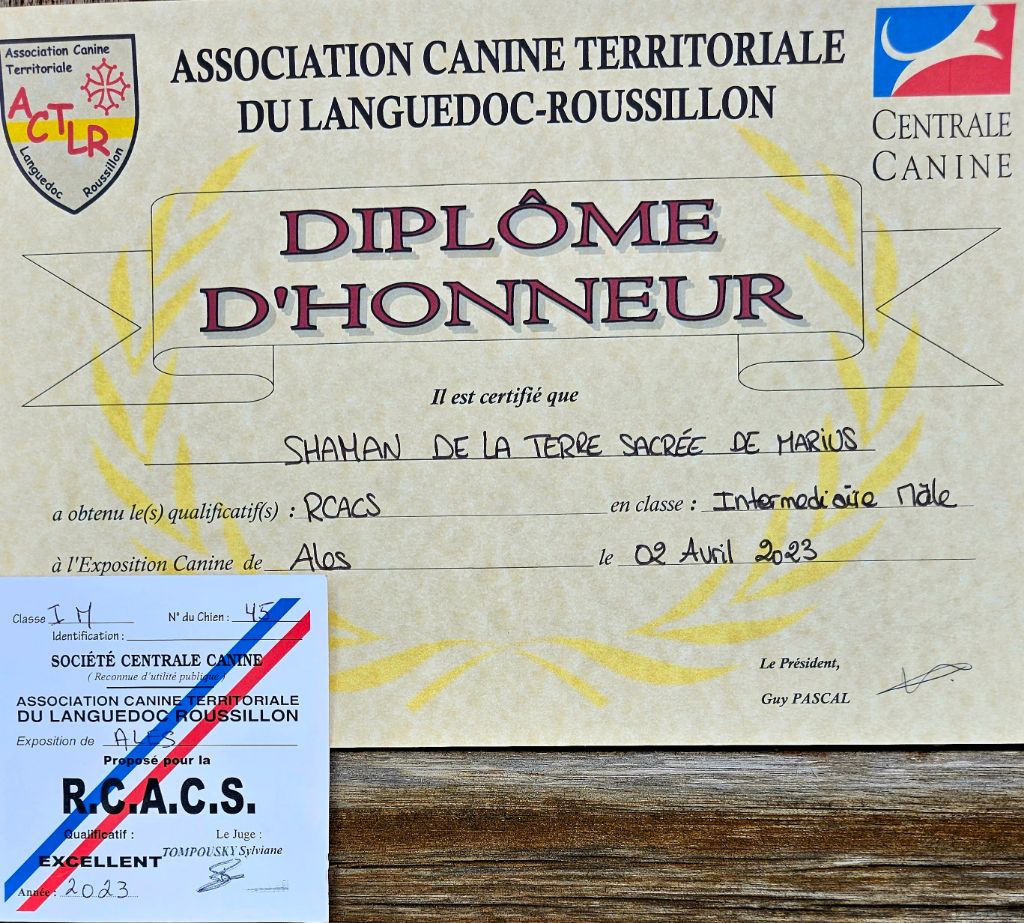 Association Canine
Territoriale
ACTLR
Languedoc Roussillon
ASSOCIATION CANINE TERRITORIALE
DU LANGUEDOC-ROUSSILLON
CENTRALE
CANINE
DIPLÔME
D'HONNEUR
Il est certifié que
SHAMAN DE LA TERRE SACRÉE DE MARIUS
a obtenu le(s) qualificatif(s) : RCACS en classe : Intermediaire Mâle
à l'Exposition Canine de Ales le 02 Avril 2023
Le Président,
Guy PASCAL
Classe I M N° du Chien : 45
Identification :
SOCIÉTÉ CENTRALE CANINE
( Reconnue d'utilité publique )
ASSOCIATION CANINE TERRITORIALE
DU LANGUEDOC ROUSSILLON
Exposition de ALES
Proposé pour la
R.C.A.C.S.
Qualificatif : Le Juge :
EXCELLENT TOMPOUSKY Sylviane
Année : 2023